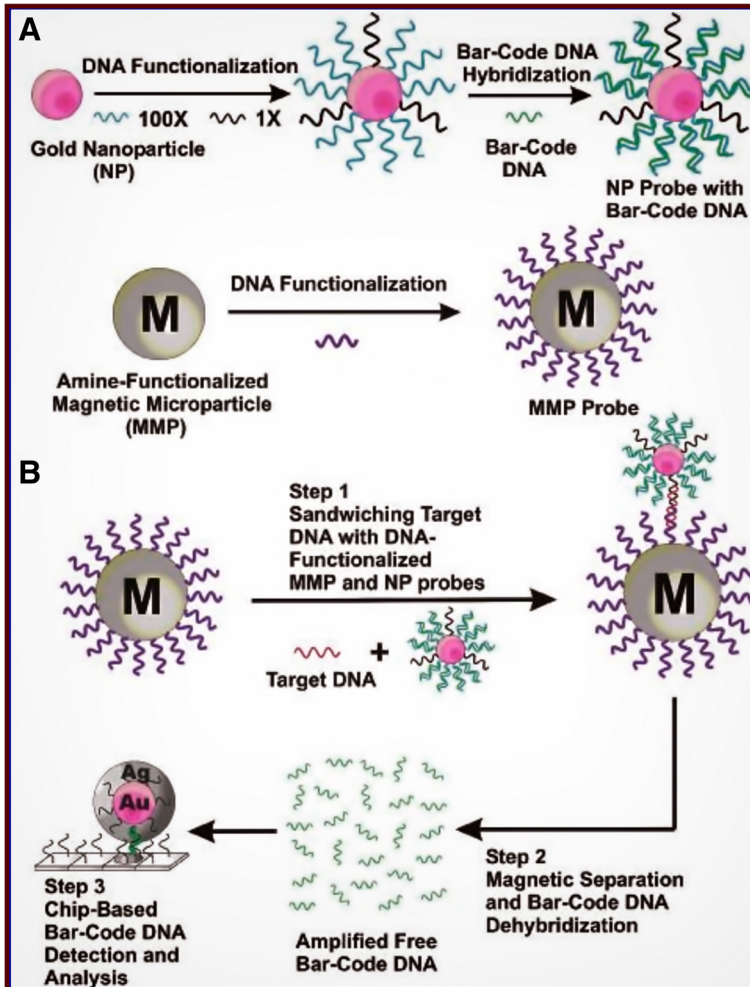 A
DNA Functionalization
100X 1X
Gold Nanoparticle
(NP)
Bar-Code DNA
Hybridization
Bar-Code
DNA
NP Probe with
Bar-Code DNA
M
Amine-Functionalized
Magnetic Microparticle
(MMP)
DNA Functionalization
M
MMP Probe
B
M
Step 1
Sandwiching Target
DNA with DNA-
Functionalized
MMP and NP probes
+
Target DNA
M
Step 2
Magnetic Separation
and Bar-Code DNA
Dehybridization
Amplified Free
Bar-Code DNA
Ag
Au
Step 3
Chip-Based
Bar-Code DNA
Detection and
Analysis